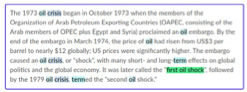 The 1973 oil crisis began in October 1973 when the members of the
Organization of Arab Petroleum Exporting Countries (OAPEC, consisting of the
Arab members of OPEC plus Egypt and Syria) proclaimed an oil embargo. By the
end of the embargo in March 1974, the price of oil had risen from US$3 per
barrel to nearly $12 globally; US prices were significantly higher. The embargo
caused an oil crisis, or "shock", with many short- and long-term effects on global
politics and the global economy. It was later called the "first oil shock", followed
by the 1979 oil crisis, termed the "second oil shock."